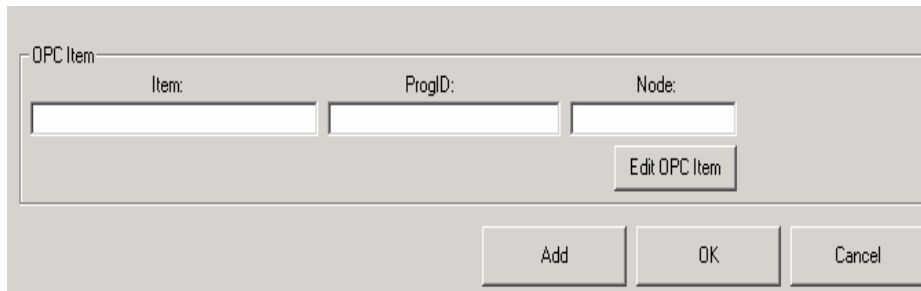 OPC Item
Item: ProgID: Node:
Edit OPC Item
Add OK Cancel